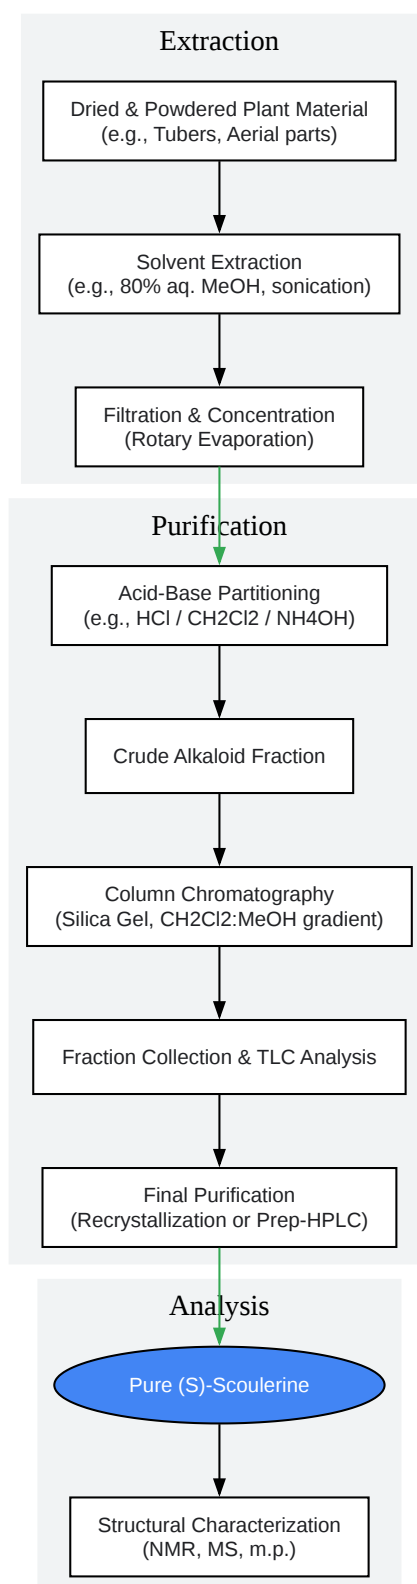 Extraction
Dried & Powdered Plant Material
(e.g., Tubers, Aerial parts)
Solvent Extraction
(e.g., 80% aq. MeOH, sonication)
Filtration & Concentration
(Rotary Evaporation)
Purification
Acid-Base Partitioning
(e.g., HCl / CH2Cl2 / NH4OH)
Crude Alkaloid Fraction
Column Chromatography
(Silica Gel, CH2Cl2:MeOH gradient)
Fraction Collection & TLC Analysis
Final Purification
(Recrystallization or Prep-HPLC)
Analysis
Pure (S)-Scoulerine
Structural Characterization
(NMR, MS, m.p.)